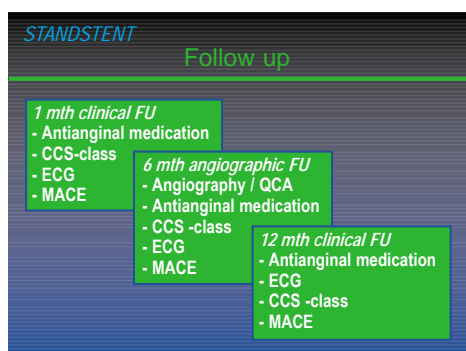 STANDSTENT
Follow up
1 mth clinical FU
- Antianginal medication
- CCS-class
- ECG
- MACE
6 mth angiographic FU
- Angiography / QCA
- Antianginal medication
- CCS -class
- ECG
- MACE
12 mth clinical FU
- Antianginal medication
- ECG
- CCS -class
- MACE